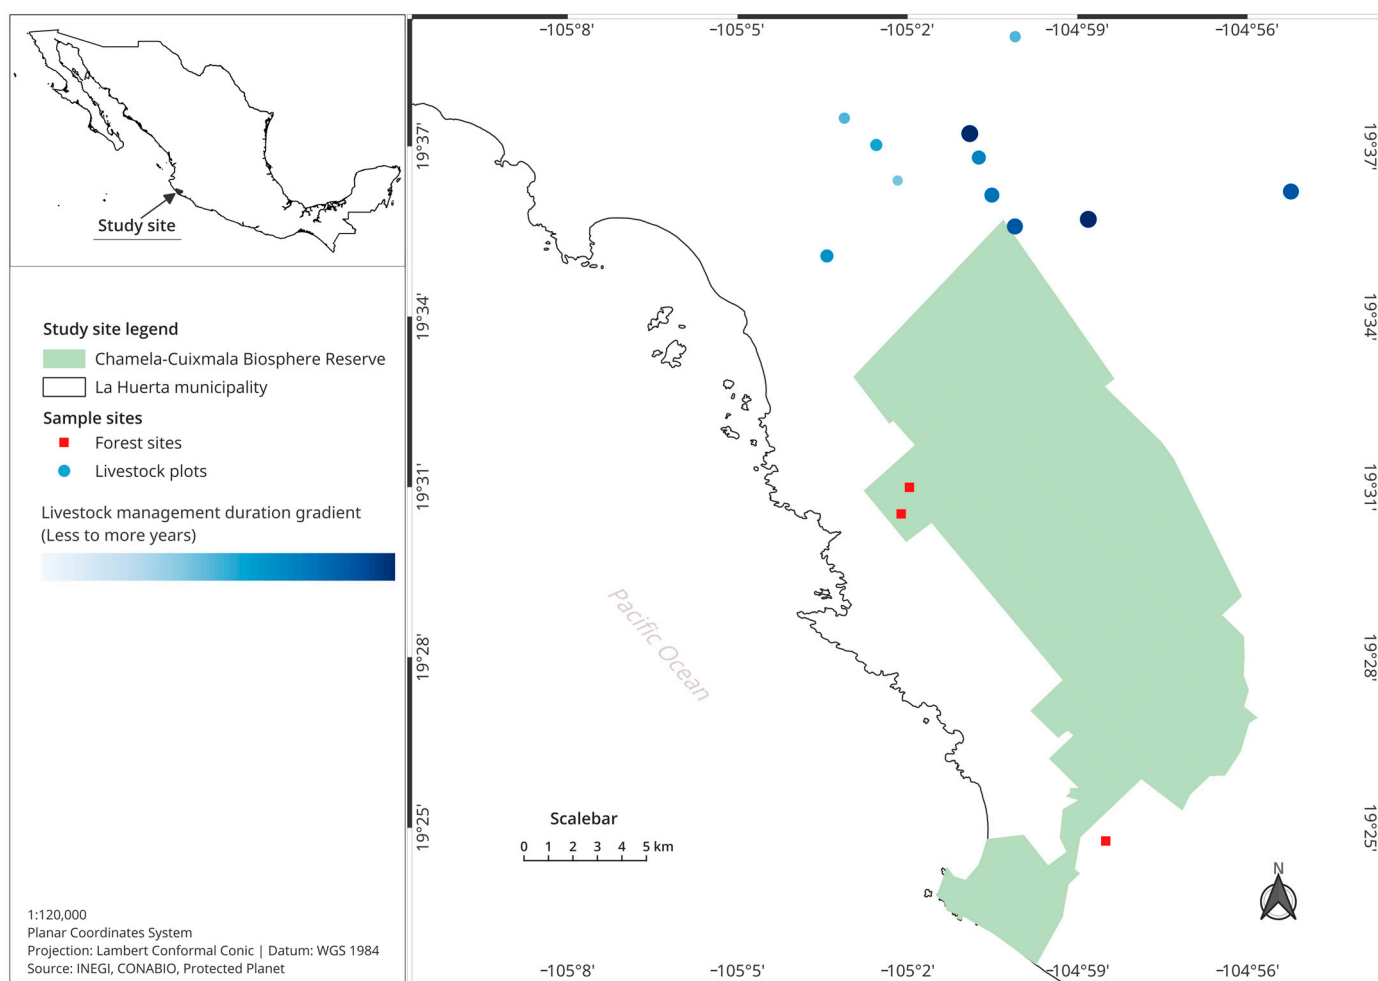 Study site
Study site legend
Chamela-Cuixmala Biosphere Reserve
La Huerta municipality
Sample sites
Forest sites
Livestock plots
Livestock management duration gradient
(Less to more years)
1:120,000
Planar Coordinates System
Projection: Lambert Conformal Conic | Datum: WGS 1984
Source: INEGI, CONABIO, Protected Planet
-105°8' -105°5' -105°2' -104°59' -104°56'
19°37'
19°34'
19°31'
19°28'
19°25'
Pacific Ocean
Scalebar
0 1 2 3 4 5 km
N
19°37'
19°34'
19°31'
19°28'
19°25'
-105°8' -105°5' -105°2' -104°59' -104°56'